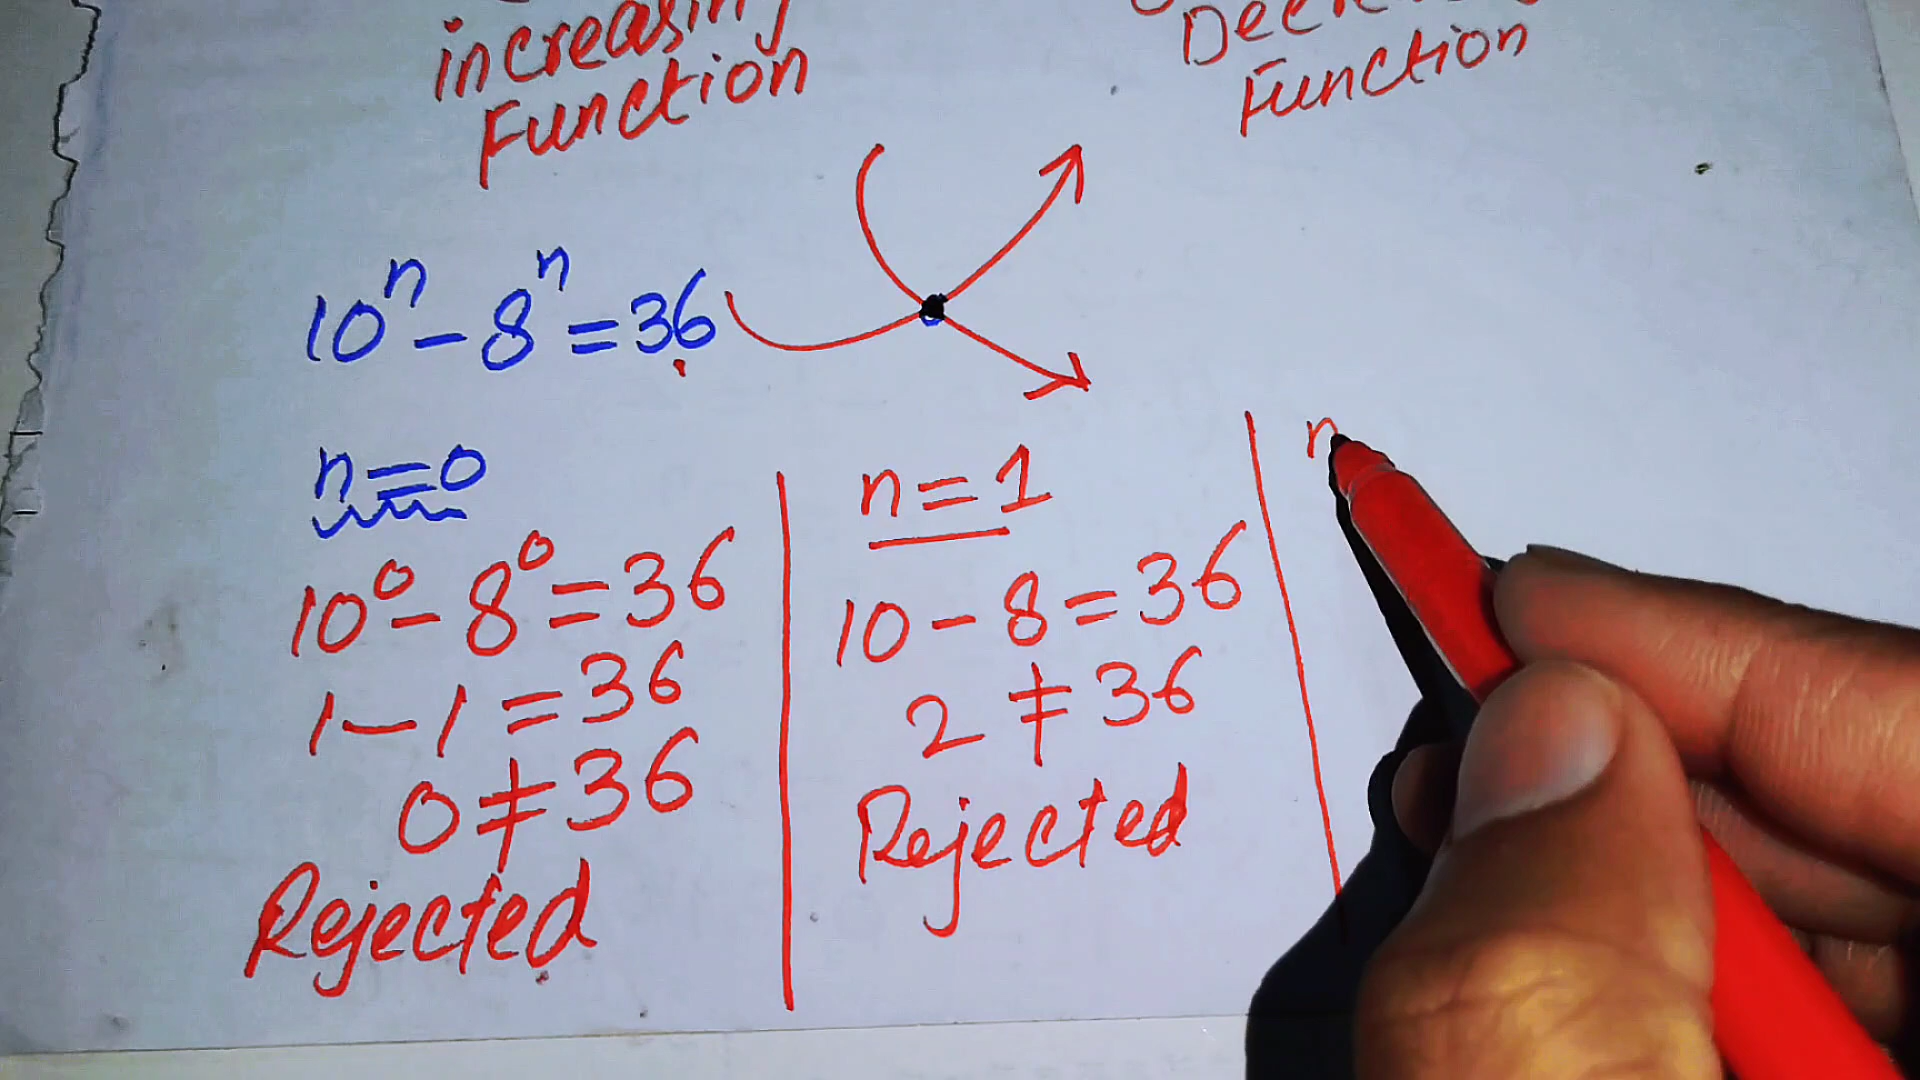 increasing
Function
Function
10ⁿ - 8ⁿ = 36
n = 0
10⁰ - 8⁰ = 36
1 - 1 = 36
0 ≠ 36
Rejected
n = 1
10 - 8 = 36
2 ≠ 36
Rejected
n